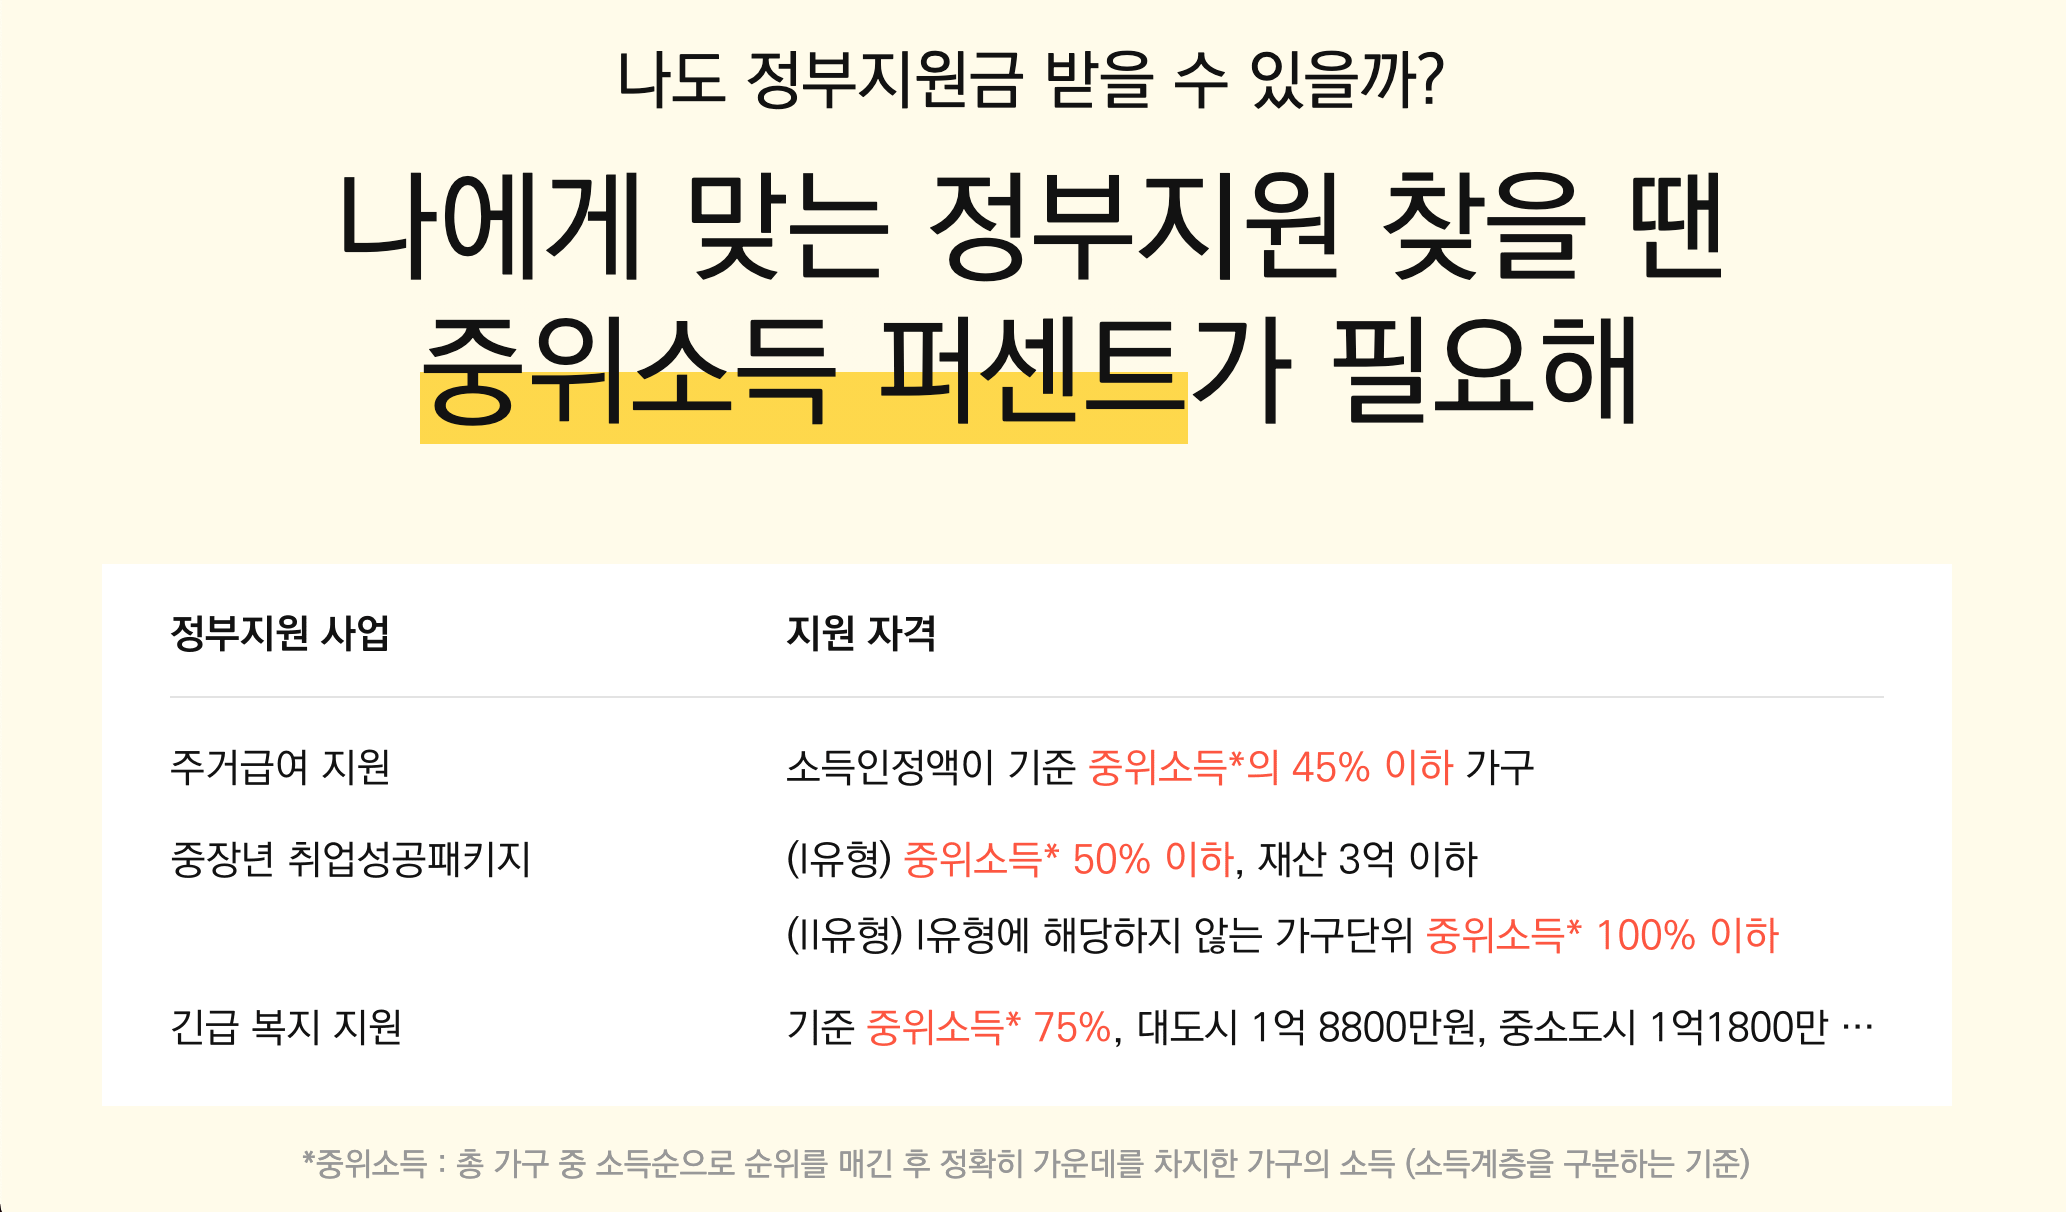 나도 정부지원금 받을 수 있을까?
나에게 맞는 정부지원 찾을 땐
중위소득 퍼센트가 필요해
정부지원 사업 지원 자격
주거급여 지원 소득인정액이 기준 중위소득*의 45% 이하 가구
중장년 취업성공패키지 (I유형) 중위소득* 50% 이하, 재산 3억 이하
(II유형) I유형에 해당하지 않는 가구단위 중위소득* 100% 이하
긴급 복지 지원 기준 중위소득* 75%, 대도시 1억 8800만원, 중소도시 1억1800만 ···
*중위소득 : 총 가구 중 소득순으로 순위를 매긴 후 정확히 가운데를 차지한 가구의 소득 (소득계층을 구분하는 기준)